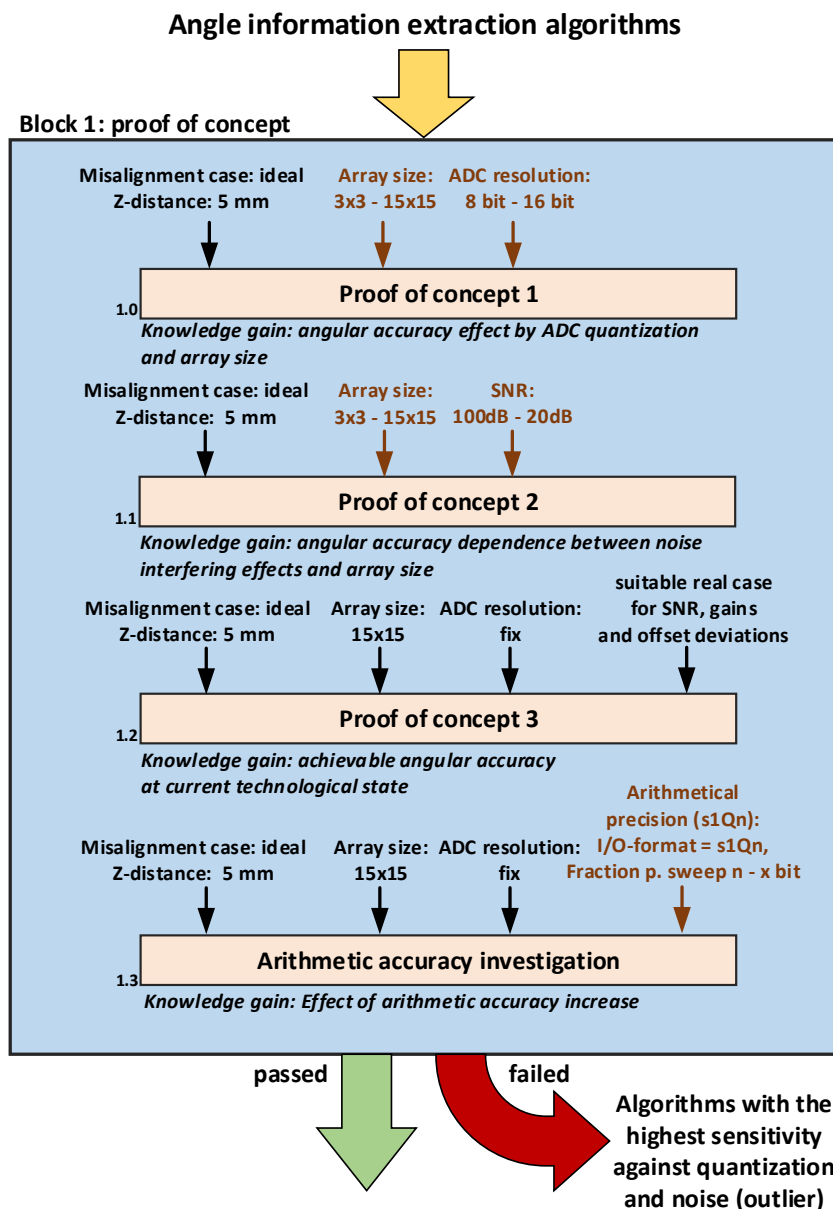 Angle information extraction algorithms
Block 1: proof of concept
Misalignment case: ideal
Z-distance: 5 mm
Array size:
3x3 - 15x15
ADC resolution:
8 bit - 16 bit
Proof of concept 1
1.0
Knowledge gain: angular accuracy effect by ADC quantization
and array size
Misalignment case: ideal
Z-distance: 5 mm
Array size:
3x3 - 15x15
SNR:
100dB - 20dB
Proof of concept 2
1.1
Knowledge gain: angular accuracy dependence between noise
interfering effects and array size
Misalignment case: ideal
Z-distance: 5 mm
Array size:
15x15
ADC resolution:
fix
suitable real case
for SNR, gains
and offset deviations
Proof of concept 3
1.2
Knowledge gain: achievable angular accuracy
at current technological state
Misalignment case: ideal
Z-distance: 5 mm
Array size:
15x15
ADC resolution:
fix
Arithmetical
precision (s1Qn):
I/O-format = s1Qn,
Fraction p. sweep n - x bit
Arithmetic accuracy investigation
1.3
Knowledge gain: Effect of arithmetic accuracy increase
passed
failed
Algorithms with the
highest sensitivity
against quantization
and noise (outlier)